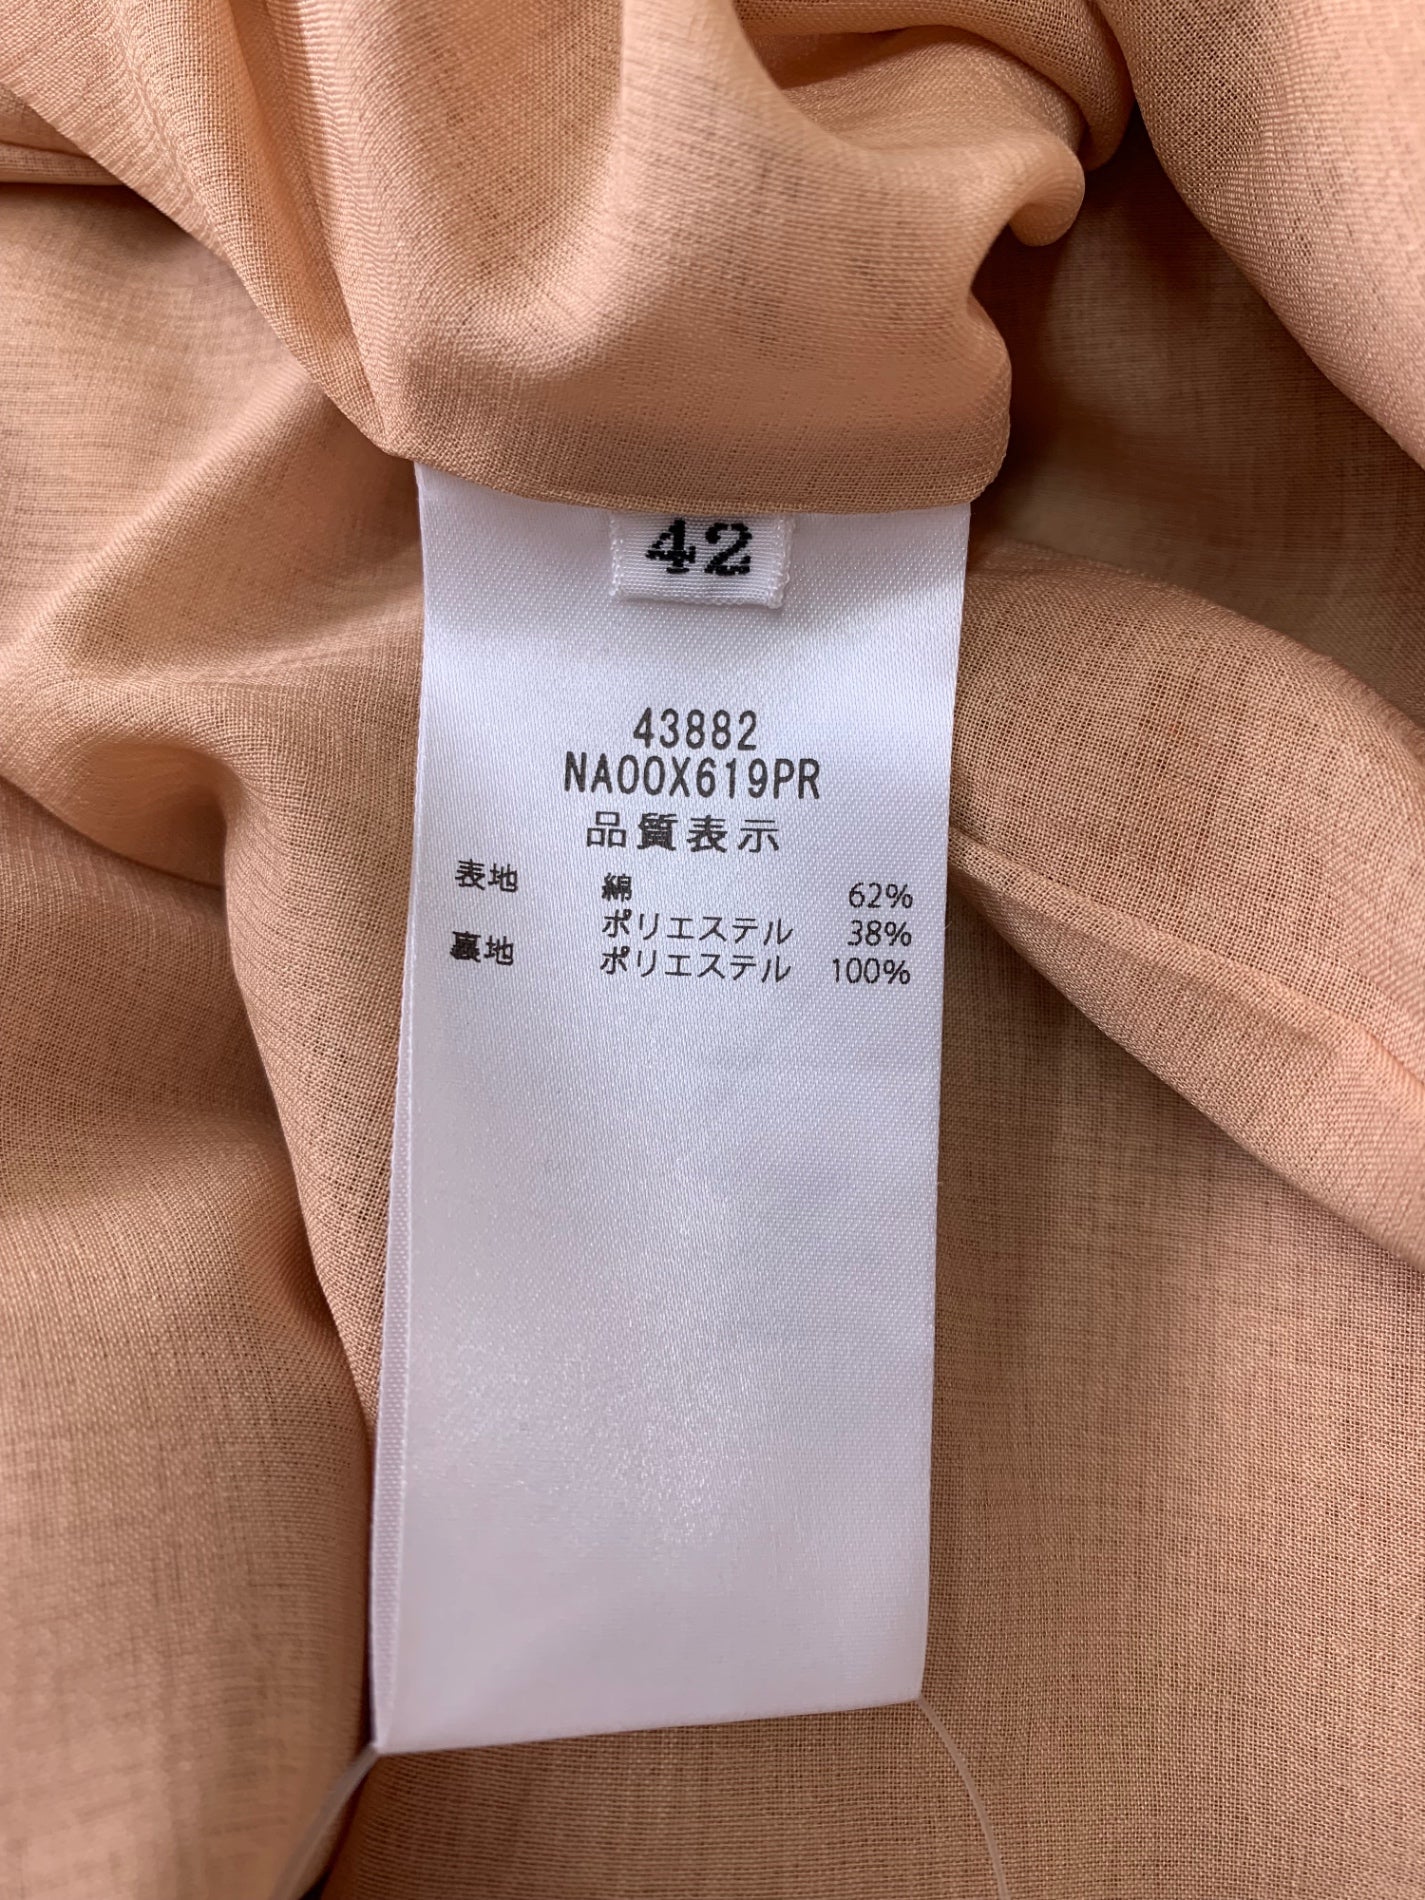 42
43882
NA00X619PR
品質表示
表地 綿 62%
ポリエステル 38%
裏地 ポリエステル 100%